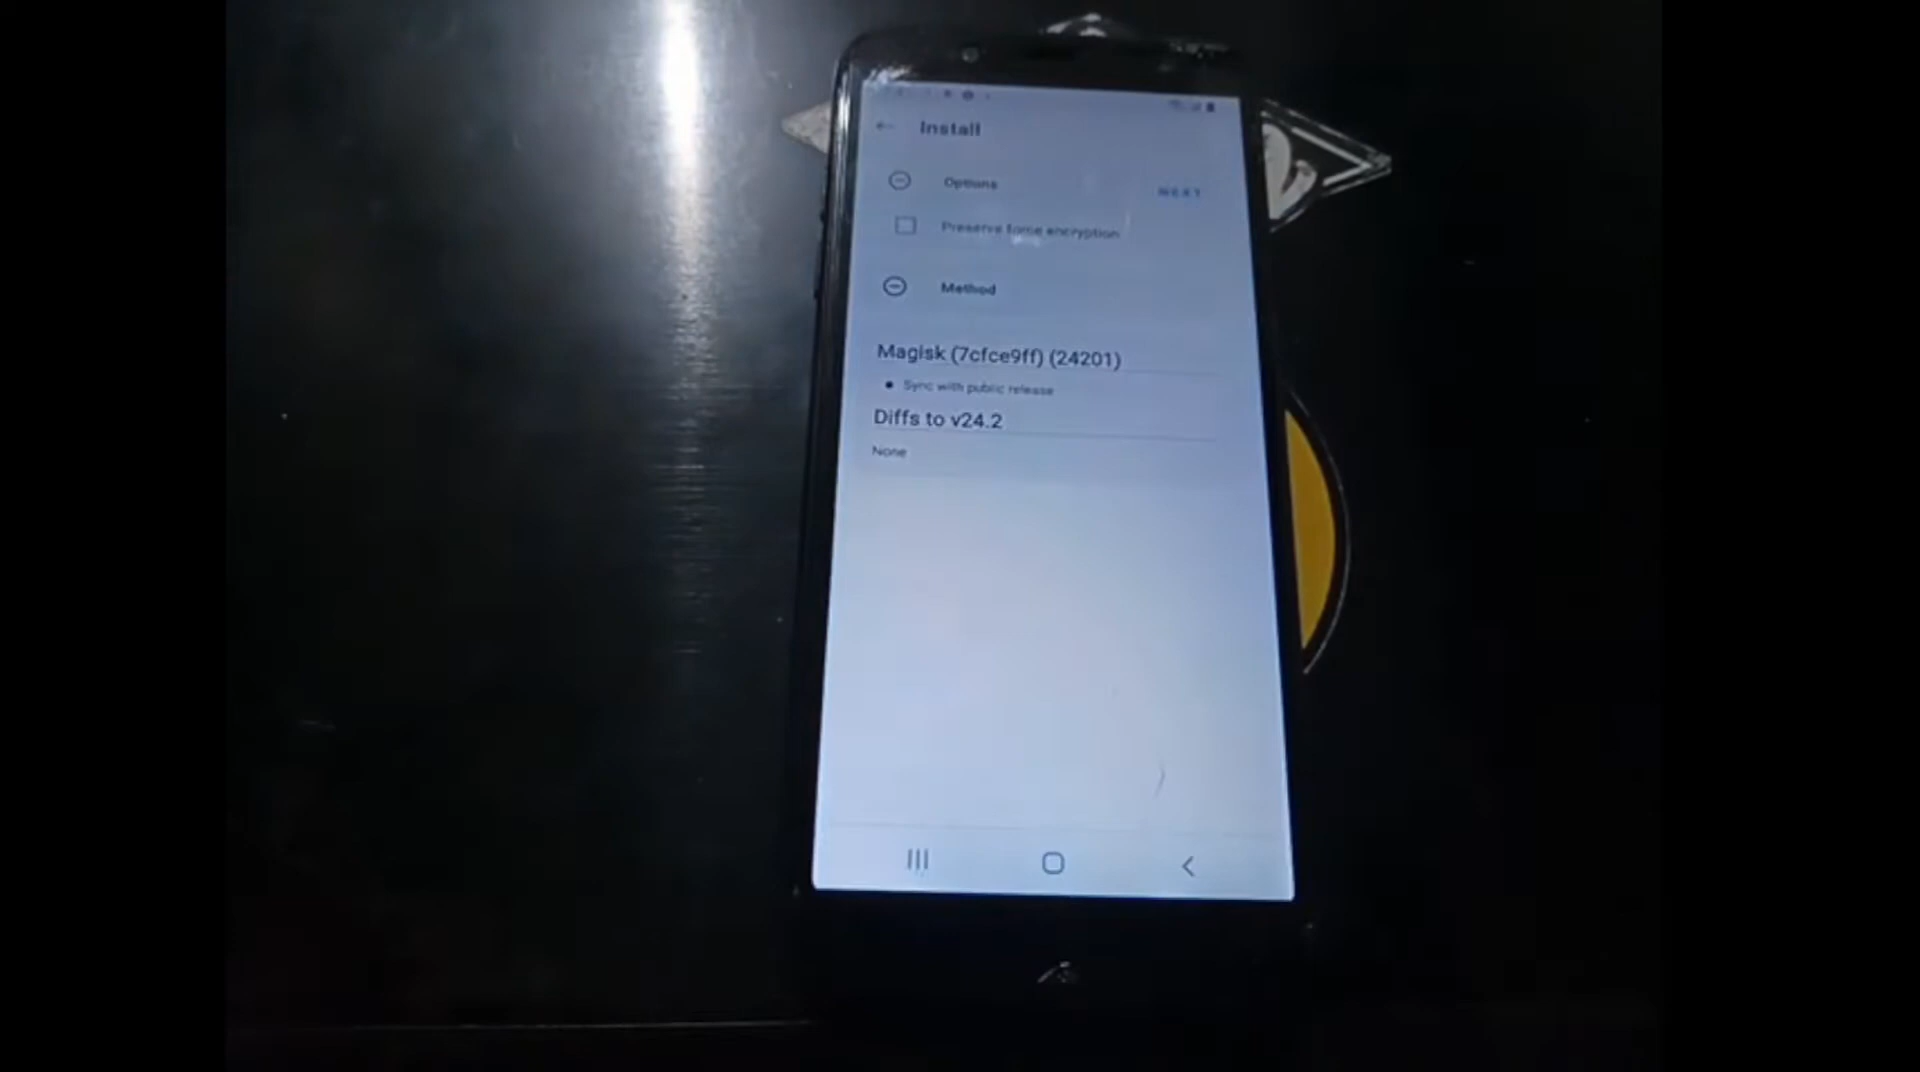 Install
Options
NEXT
Preserve force encryption
Method
Magisk (7cfce9ff) (24201)
Sync with public release
Diffs to v24.2
None